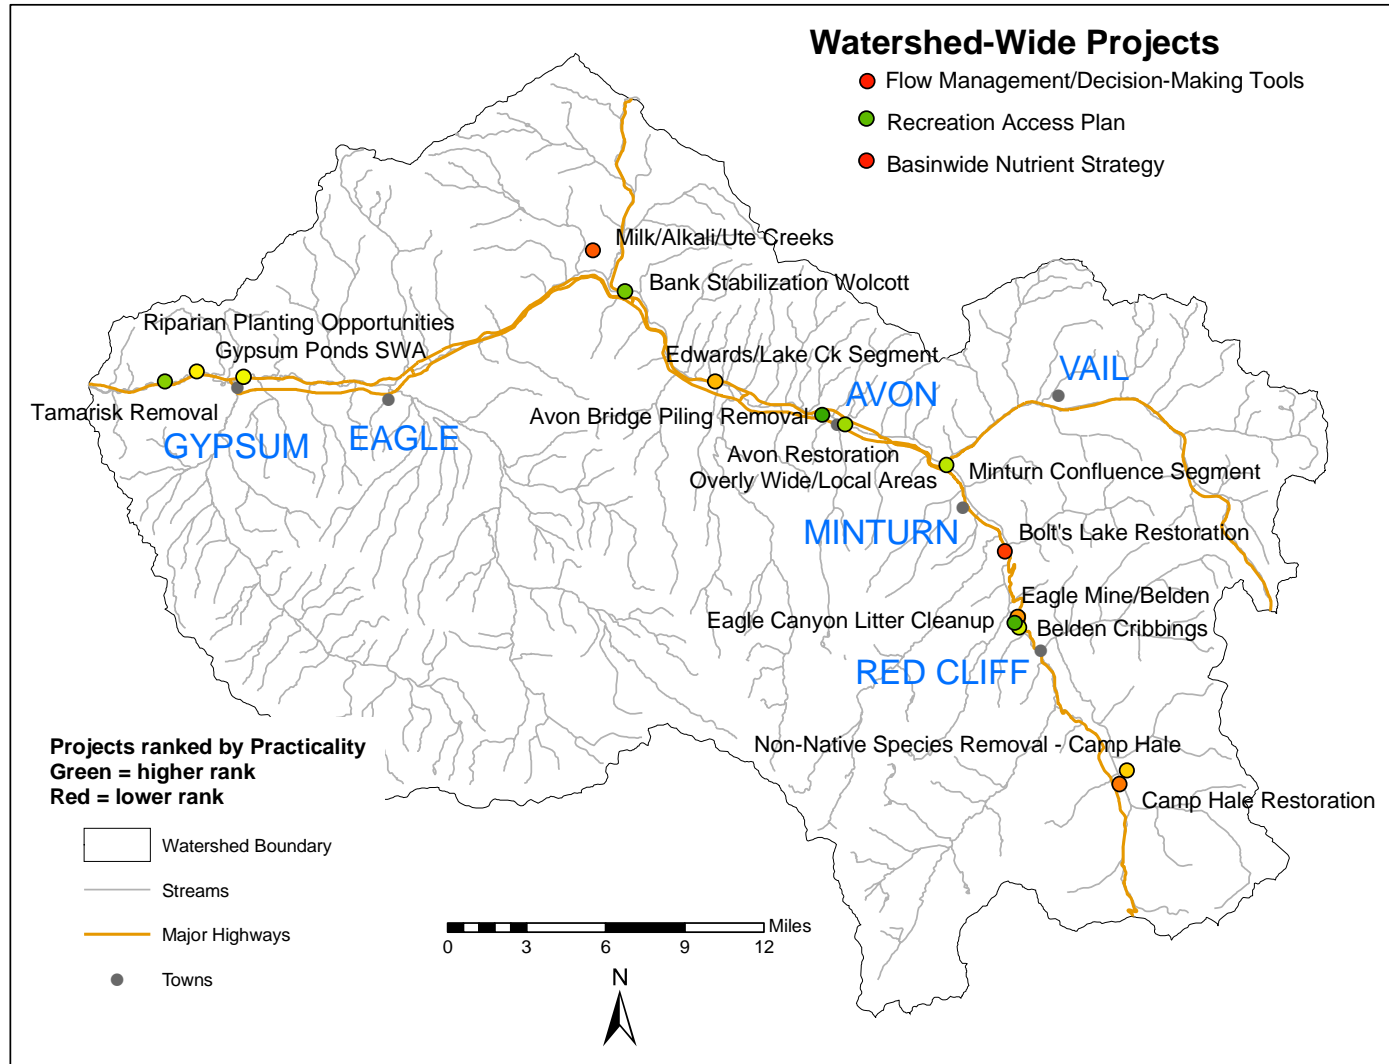 Watershed-Wide Projects
Flow Management/Decision-Making Tools
Recreation Access Plan
Basinwide Nutrient Strategy
Milk/Alkali/Ute Creeks
Bank Stabilization Wolcott
Riparian Planting Opportunities
Gypsum Ponds SWA
Edwards/Lake Ck Segment
VAIL
AVON
Tamarisk Removal
Avon Bridge Piling Removal
GYPSUM
EAGLE
Avon Restoration
Overly Wide/Local Areas
Minturn Confluence Segment
MINTURN
Bolt's Lake Restoration
Eagle Mine/Belden
Eagle Canyon Litter Cleanup
Belden Cribbings
RED CLIFF
Non-Native Species Removal - Camp Hale
Camp Hale Restoration
Projects ranked by Practicality
Green = higher rank
Red = lower rank
Watershed Boundary
Streams
Major Highways
Towns
Miles
0 3 6 9 12
N